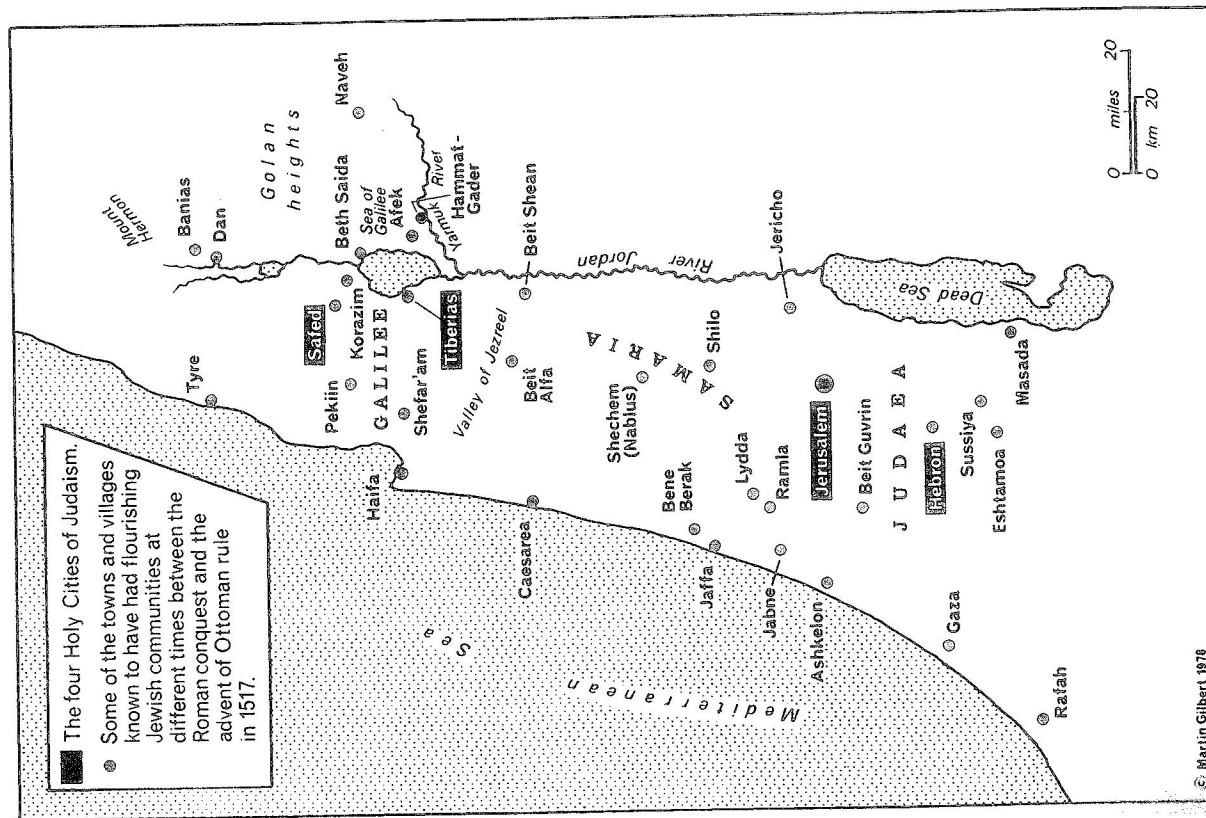 The four Holy Cities of Judaism.
Some of the towns and villages
known to have had flourishing
Jewish communities at
different times between the
Roman conquest and the
advent of Ottoman rule
in 1517.
Mount
Hermon
Banias
Dan
Golan
heights
Naveh
Tyre
Safed
Korazim
Beth Saida
Sea of
Galilee
Afek
Yarmuk River
Hammat-
Gader
Pekiin
GALILEE
Shefar'am
Tiberias
Haifa
Valley of Jezreel
Beit Shean
Beit
Alfa
Caesarea
River
Jordan
SAMARIA
Shechem
(Nablus)
Shilo
Bene
Berak
Jaffa
Lydda
Ramla
Jabne
Jericho
Jerusalem
Ashkelon
Beit Guvrin
JUDAEA
Dead Sea
Hebron
Gaza
Sussiya
Eshtamoa
Masada
Rafah
Mediterranean
Sea
0 miles 20
0 km 20
© Martin Gilbert 1978